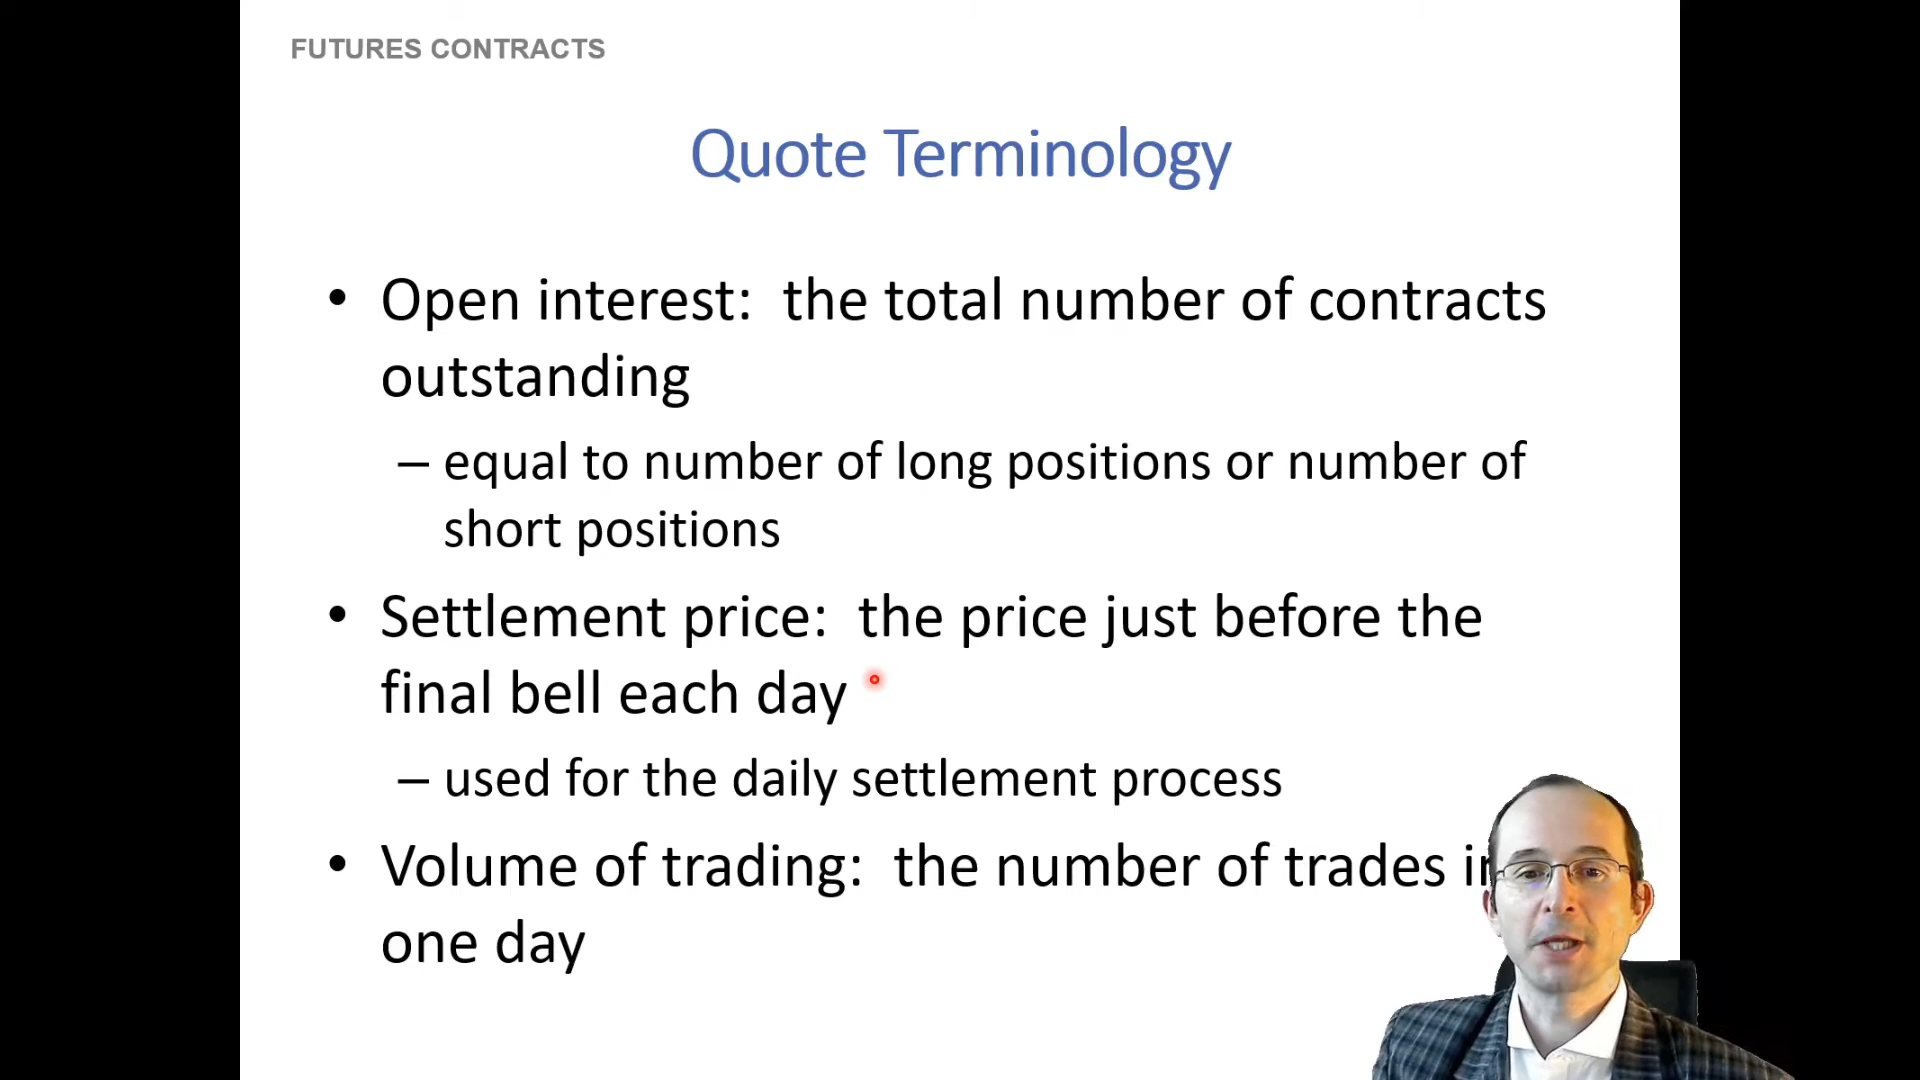 FUTURES CONTRACTS
Quote Terminology
• Open interest: the total number of contracts
outstanding
– equal to number of long positions or number of
short positions
• Settlement price: the price just before the
final bell each day
– used for the daily settlement process
• Volume of trading: the number of trades in
one day